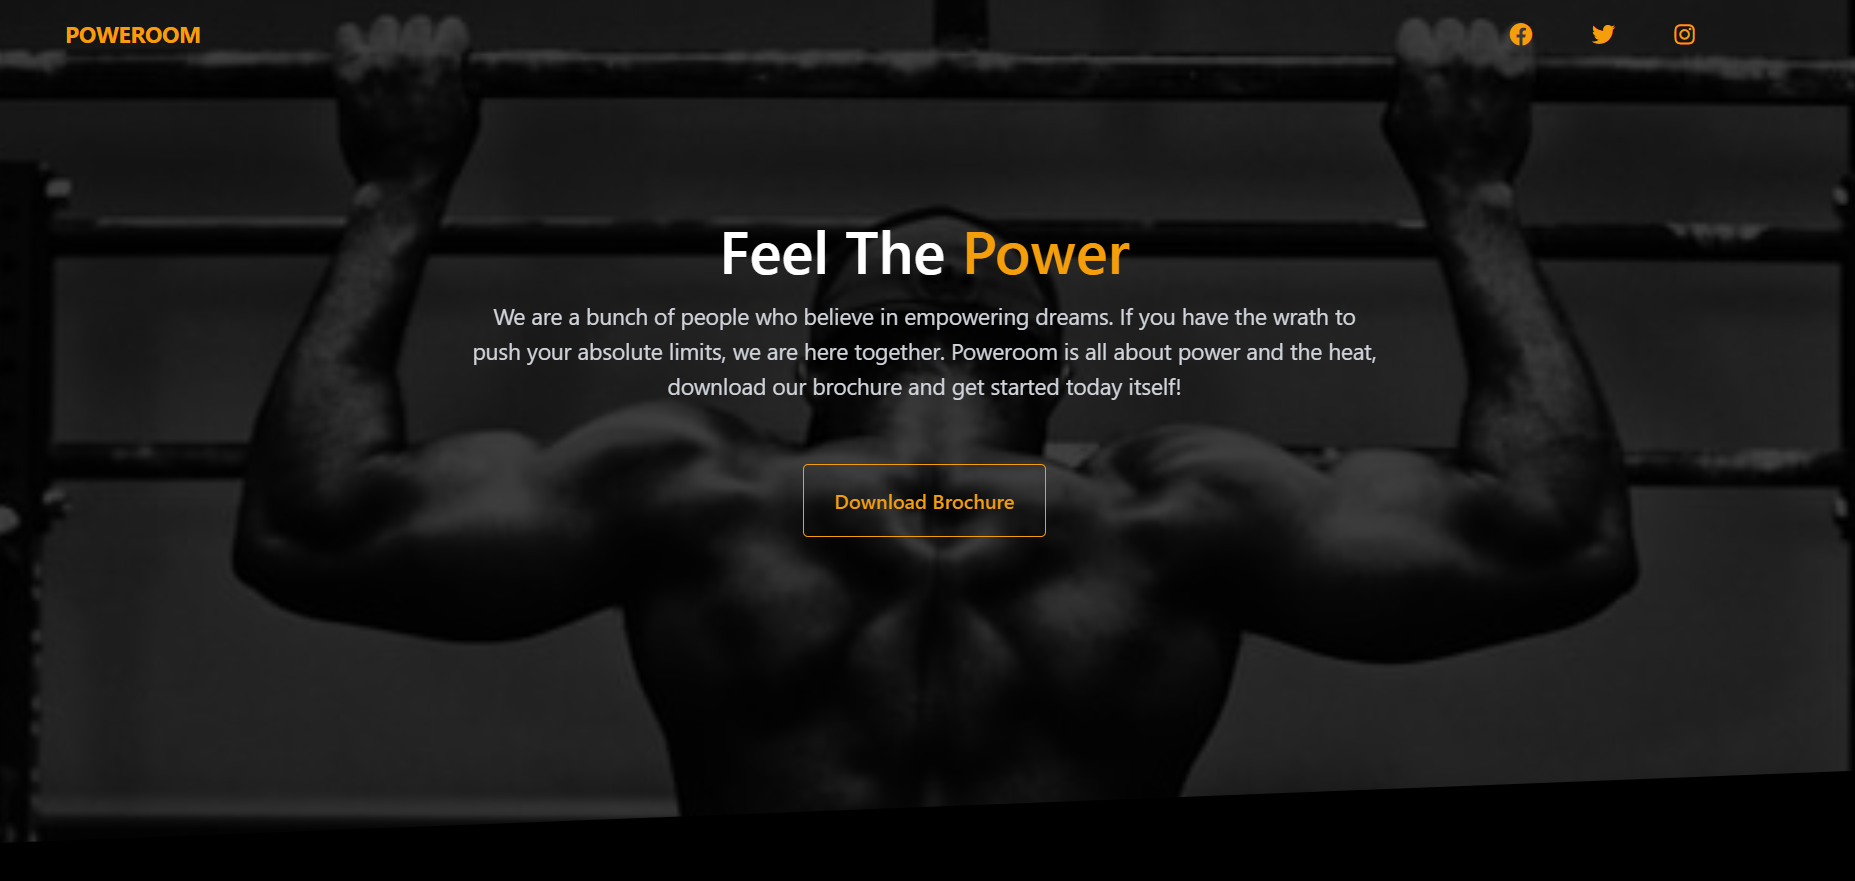 POWEROOM
Feel The Power
We are a bunch of people who believe in empowering dreams. If you have the wrath to
push your absolute limits, we are here together. Poweroom is all about power and the heat,
download our brochure and get started today itself!
Download Brochure